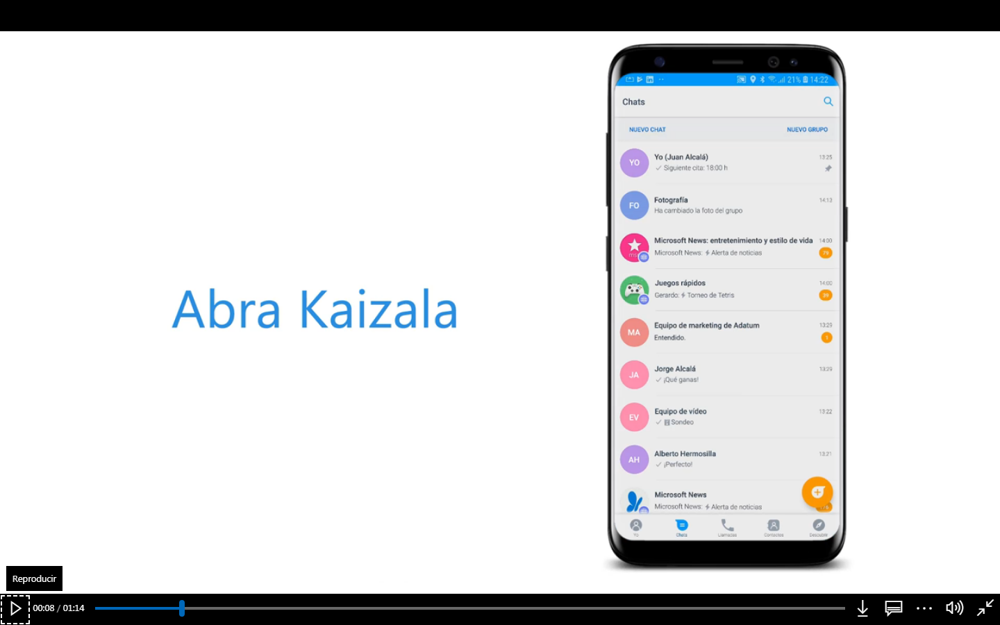 21% 14:22
Chats
NUEVO CHAT NUEVO GRUPO
YO Yo (Juan Alcalá) 13:25
Siguiente cita: 18:00 h
FO Fotografía 14:13
Ha cambiado la foto del grupo
Microsoft News: entretenimiento y estilo de vida 14:00
Microsoft News: Alerta de noticias 79
Juegos rápidos 14:00
Gerardo: Torneo de Tetris 39
Abra Kaizala
MA Equipo de marketing de Adatum 13:29
Entendido. 1
JA Jorge Alcalá 13:29
¡Qué ganas!
EV Equipo de vídeo 13:22
Sondeo
AH Alberto Hermosilla 13:21
¡Perfecto!
Microsoft News
Microsoft News: Alerta de noticias
Yo Chats Llamadas Contactos Descubrir
Reproducir
00:08 / 01:14